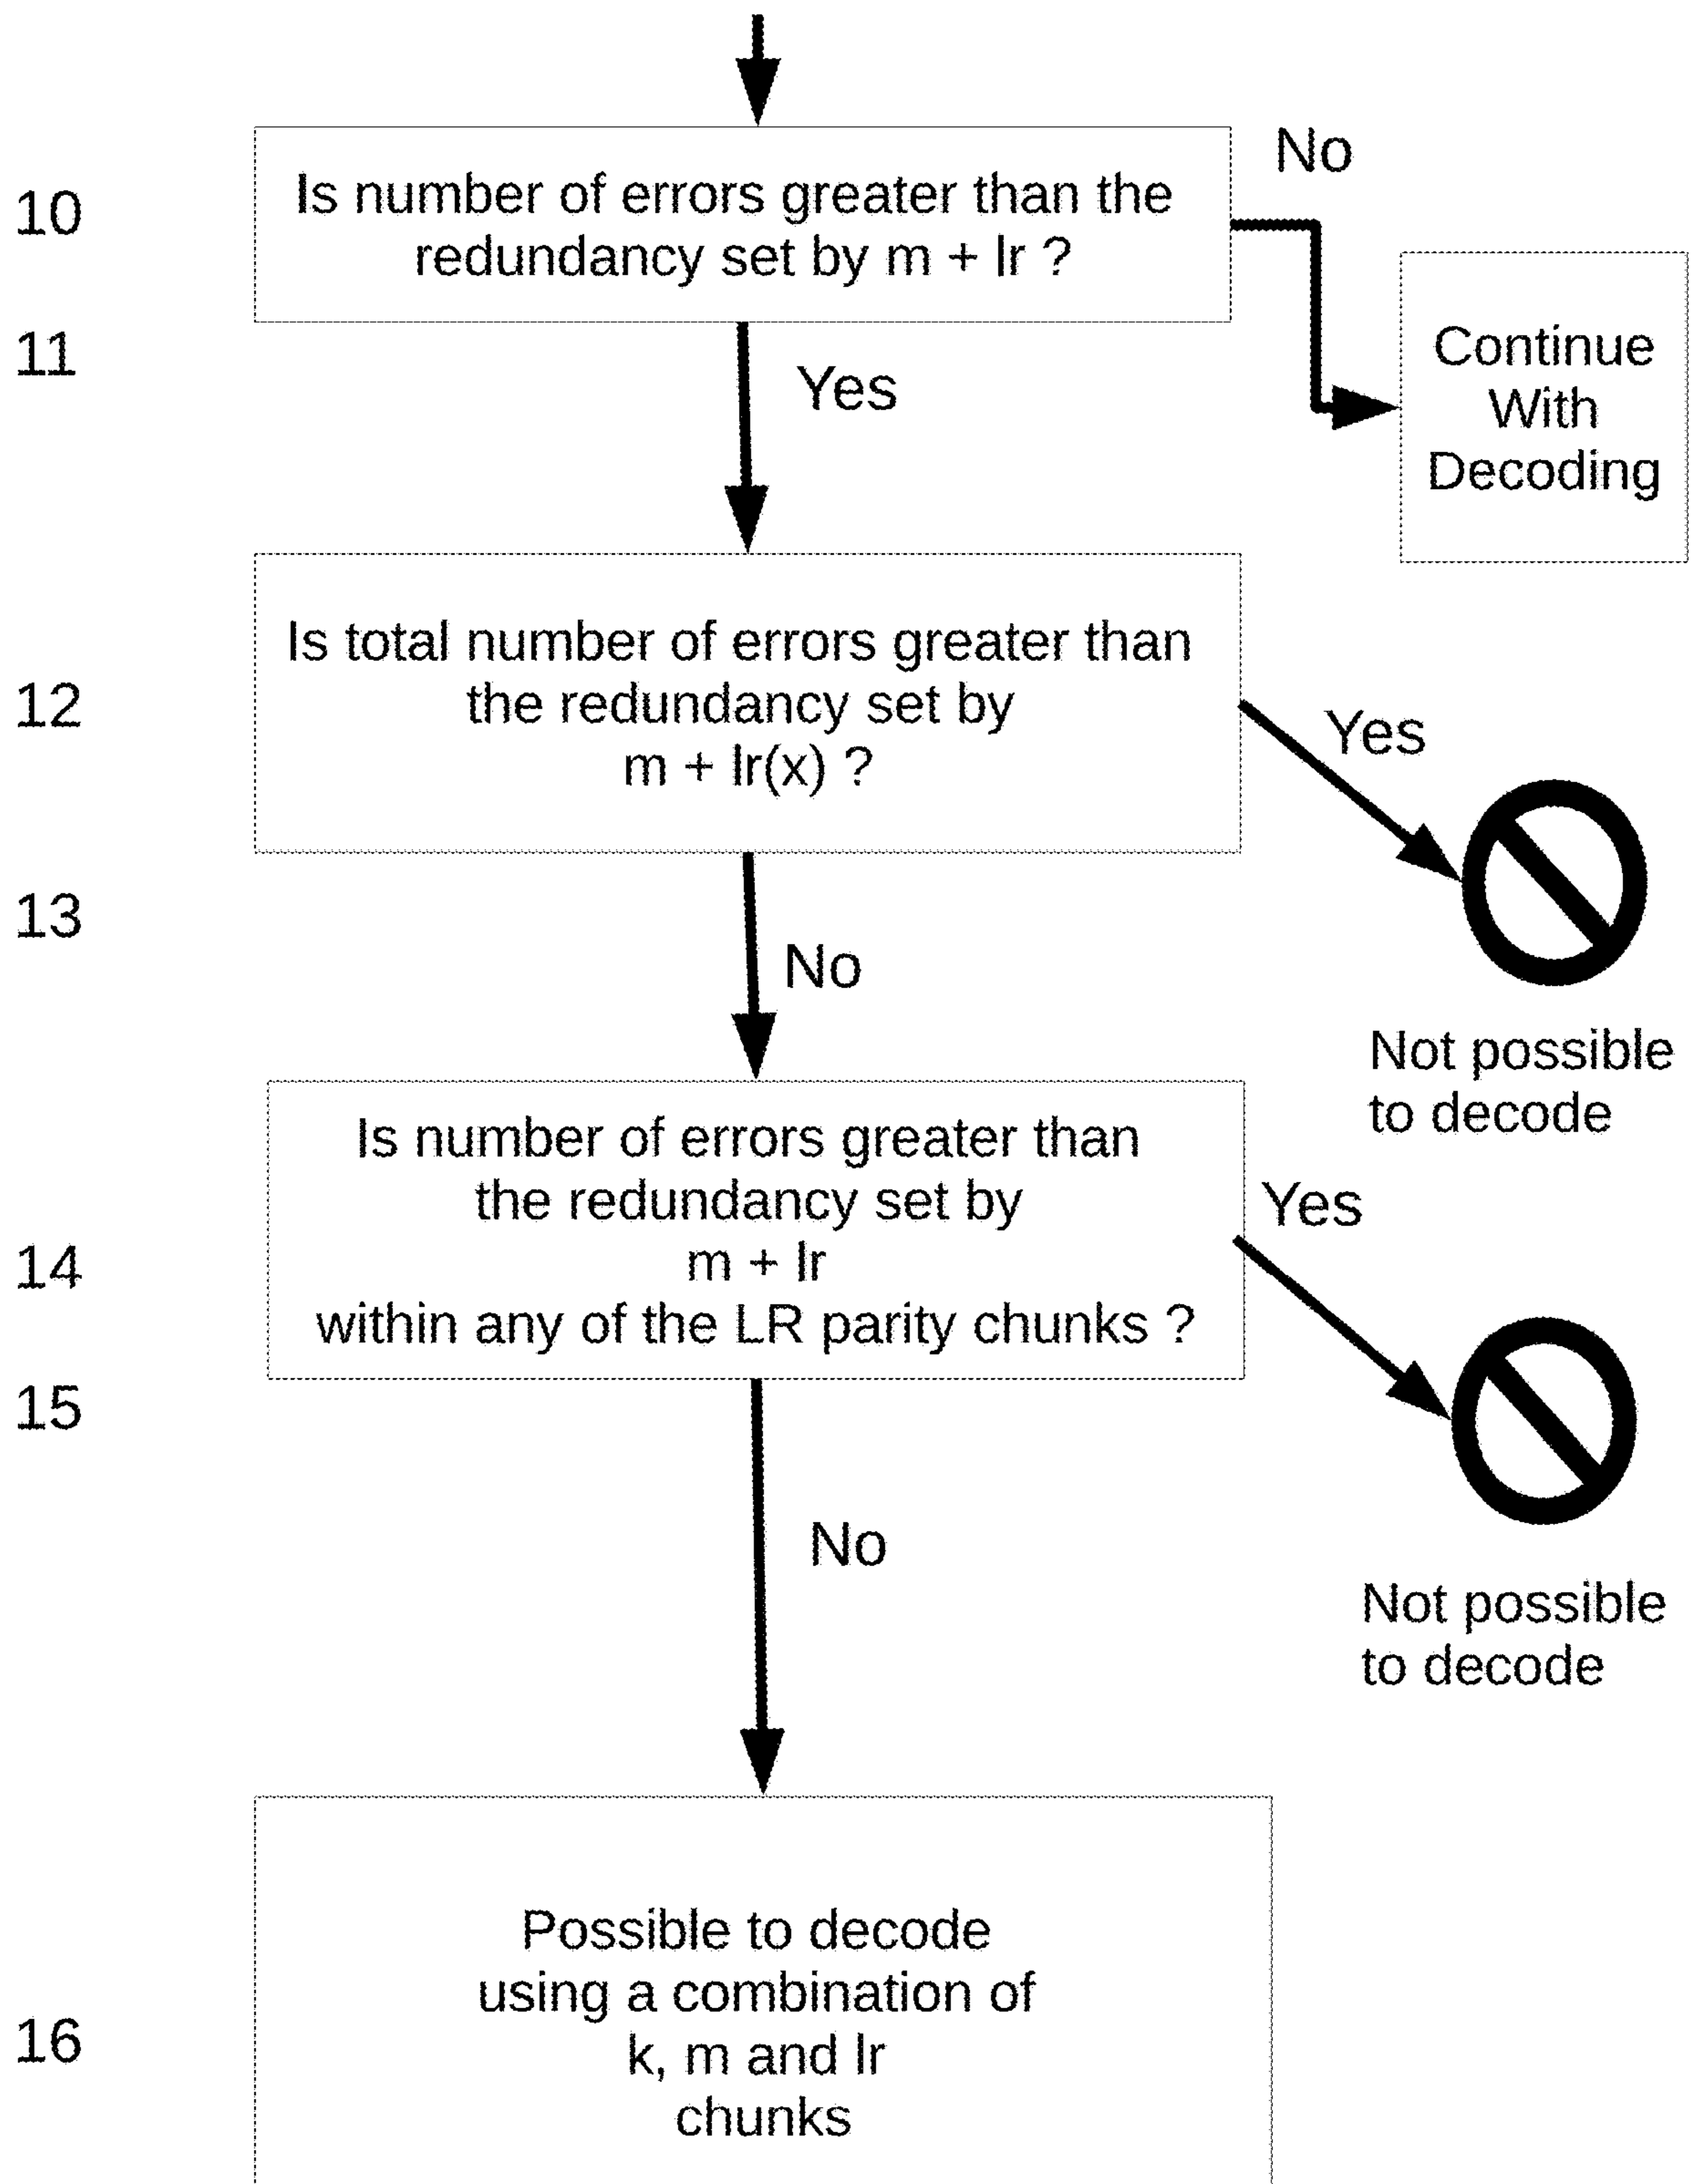 No
10
Is number of errors greater than the
redundancy set by m + lr ?
11
Continue
With
Decoding
Yes
12
Is total number of errors greater than
the redundancy set by
m + lr(x) ?
Yes
13
No
Not possible
to decode
14
Is number of errors greater than
the redundancy set by
m + lr
within any of the LR parity chunks ?
Yes
15
No
Not possible
to decode
16
Possible to decode
using a combination of
k, m and lr
chunks